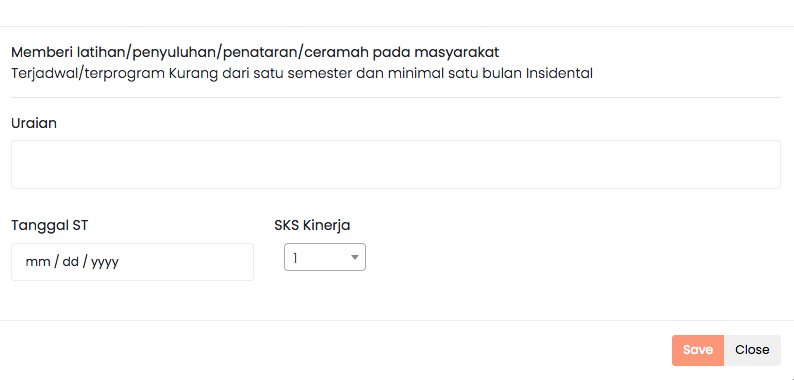 Memberi latihan/penyuluhan/penataran/ceramah pada masyarakat
Terjadwal/terprogram Kurang dari satu semester dan minimal satu bulan Insidental
Uraian
Tanggal ST
SKS Kinerja
mm / dd / yyyy
1
Save
Close